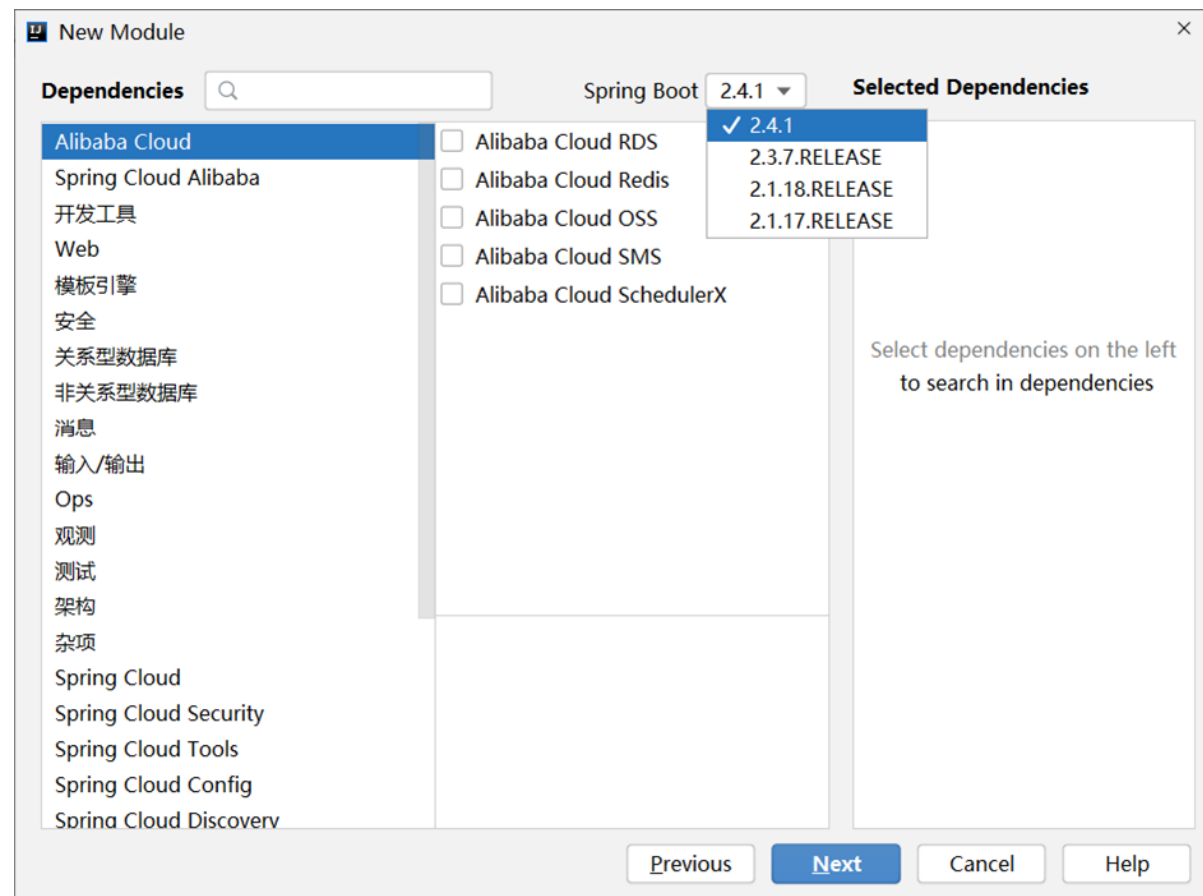 New Module
Dependencies
Spring Boot 2.4.1
Selected Dependencies
2.4.1
2.3.7.RELEASE
2.1.18.RELEASE
2.1.17.RELEASE
Alibaba Cloud
Spring Cloud Alibaba
开发工具
Web
模板引擎
安全
关系型数据库
非关系型数据库
消息
输入/输出
Ops
观测
测试
架构
杂项
Spring Cloud
Spring Cloud Security
Spring Cloud Tools
Spring Cloud Config
Spring Cloud Discovery
Alibaba Cloud RDS
Alibaba Cloud Redis
Alibaba Cloud OSS
Alibaba Cloud SMS
Alibaba Cloud SchedulerX
Select dependencies on the left
to search in dependencies
Previous
Next
Cancel
Help